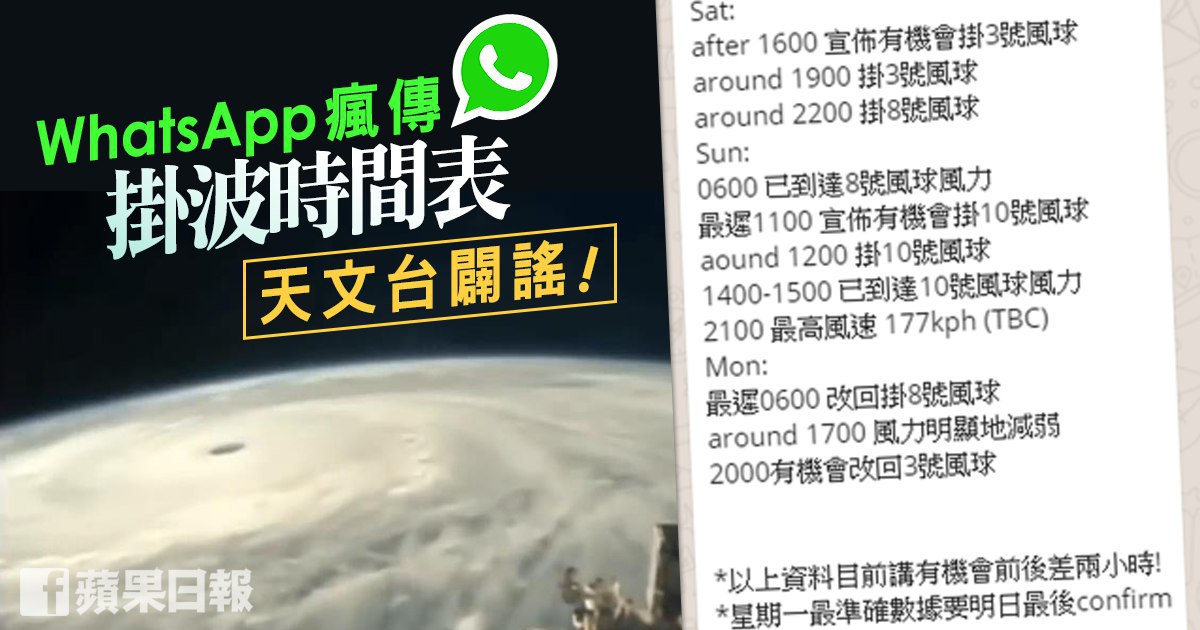 WhatsApp瘋傳
掛波時間表
天文台闢謠!
蘋果日報
Sat:
after 1600 宣佈有機會掛3號風球
around 1900 掛3號風球
around 2200 掛8號風球
Sun:
0600 已到達8號風球風力
最遲1100 宣佈有機會掛10號風球
aound 1200 掛10號風球
1400-1500 已到達10號風球風力
2100 最高風速 177kph (TBC)
Mon:
最遲0600 改回掛8號風球
around 1700 風力明顯地減弱
2000有機會改回3號風球
*以上資料目前講有機會前後差兩小時!
*星期一最準確數據要明日最後confirm